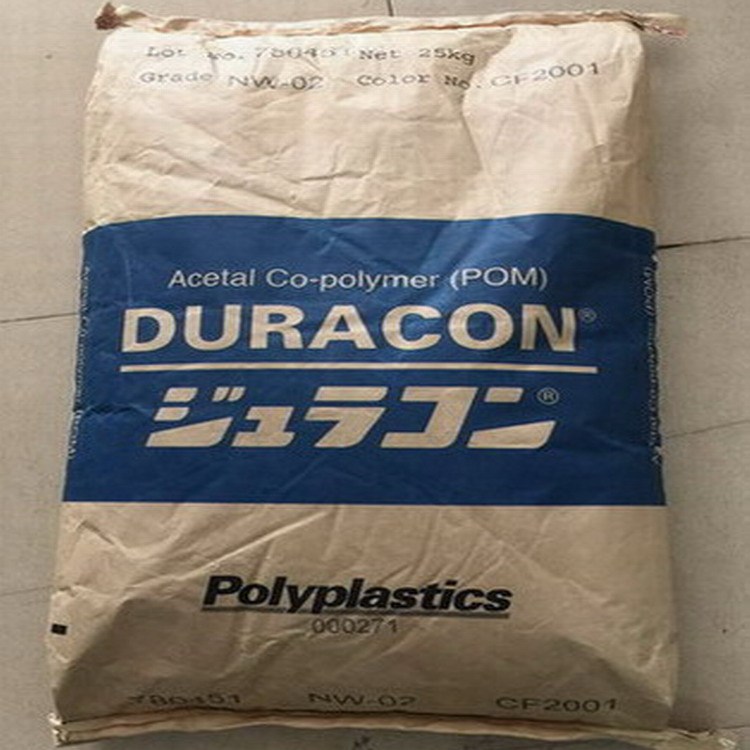 Lot No. 780451 Net 25kg
Grade NW-02 Color No. CF2001
Acetal Co-polymer (POM)
DURACON®
ジュラコン®
Polyplastics
000271
780451 NW-02 CF2001